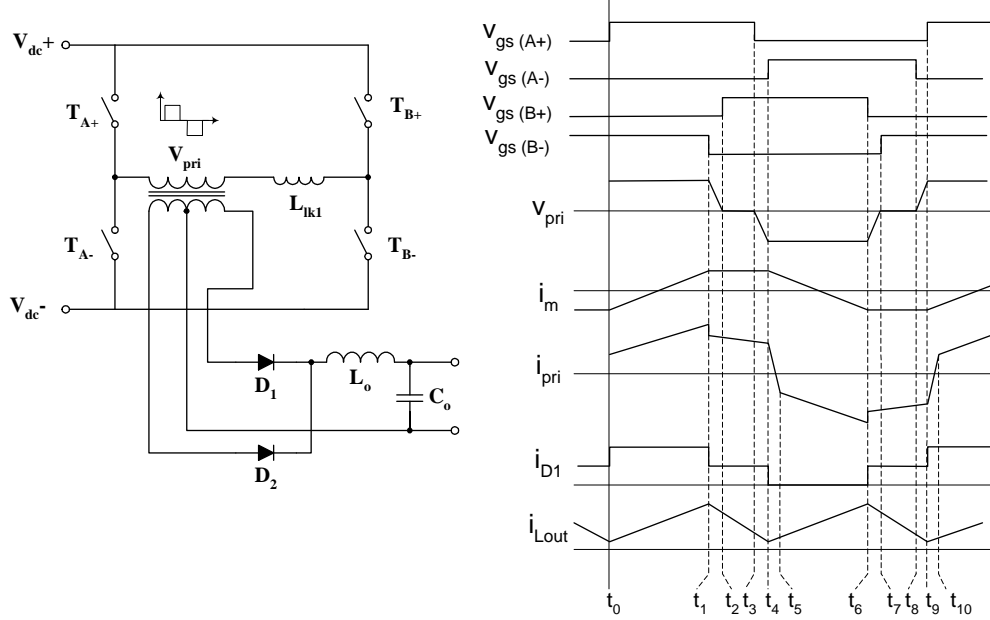 Vdc+
TA+
TB+
Vpri
Llk1
TA-
TB-
Vdc-
D1
Lo
Co
D2
vgs (A+)
vgs (A-)
vgs (B+)
vgs (B-)
vpri
im
ipri
iD1
iLout
t0 t1 t2 t3 t4 t5 t6 t7 t8 t9 t10